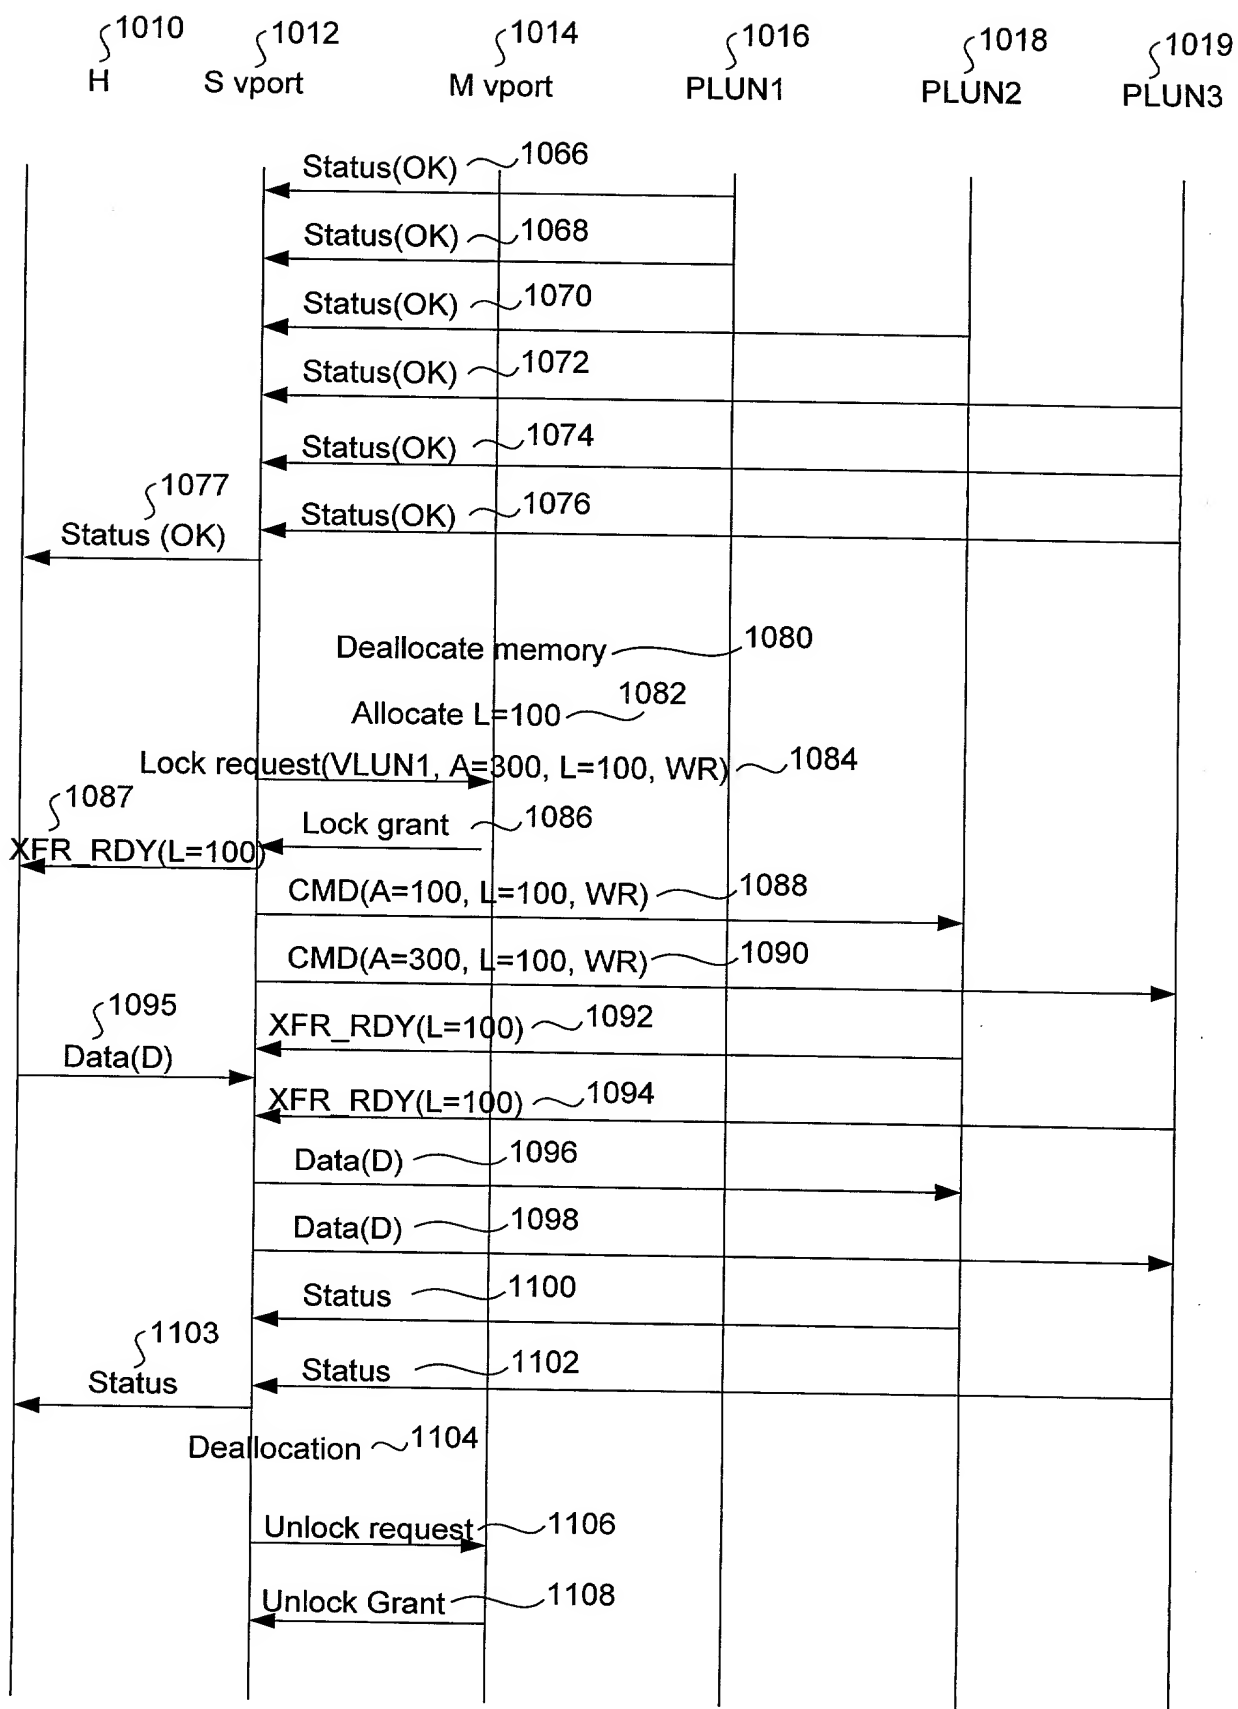 1010 1012 1014 1016 1018 1019
H S vport M vport PLUN1 PLUN2 PLUN3
Status(OK) 1066
Status(OK) 1068
Status(OK) 1070
Status(OK) 1072
Status(OK) 1074
1077
Status(OK) 1076
Status (OK)
Deallocate memory 1080
Allocate L=100 1082
Lock request(VLUN1, A=300, L=100, WR) 1084
1087
Lock grant 1086
XFR_RDY(L=100)
CMD(A=100, L=100, WR) 1088
CMD(A=300, L=100, WR) 1090
1095
XFR_RDY(L=100) 1092
Data(D)
XFR_RDY(L=100) 1094
Data(D) 1096
Data(D) 1098
Status 1100
1103
Status 1102
Status
Deallocation 1104
Unlock request 1106
Unlock Grant 1108